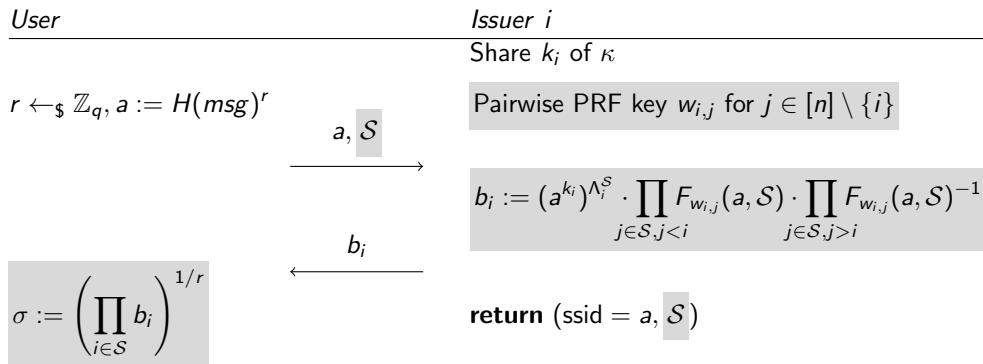 User Issuer i
Share k_i of κ
r ←_$ ℤ_q, a := H(msg)^r Pairwise PRF key w_{i,j} for j ∈ [n] \ {i}
a, 𝒮
b_i := (a^{k_i})^{Λ_i^𝒮} · ∏_{j∈𝒮,j<i} F_{w_{i,j}}(a, 𝒮) · ∏_{j∈𝒮,j>i} F_{w_{i,j}}(a, 𝒮)^{−1}
b_i
σ := (∏_{i∈𝒮} b_i)^{1/r} return (ssid = a, 𝒮)